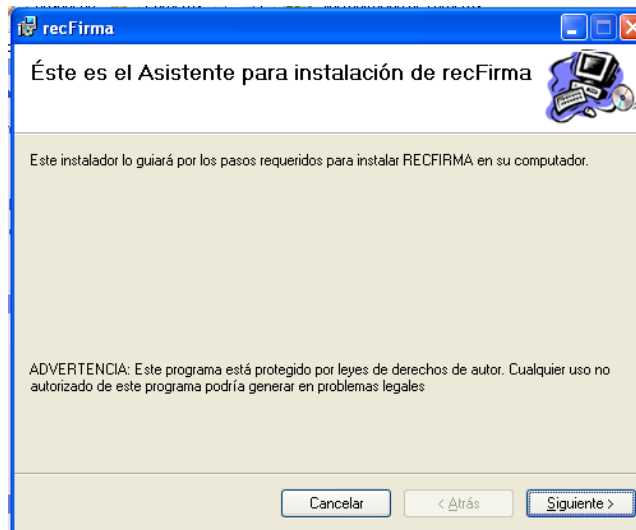 recFirma
Éste es el Asistente para instalación de recFirma
Este instalador lo guiará por los pasos requeridos para instalar RECFIRMA en su computador.
ADVERTENCIA: Este programa está protegido por leyes de derechos de autor. Cualquier uso no
autorizado de este programa podría generar en problemas legales
Cancelar
< Atrás
Siguiente >